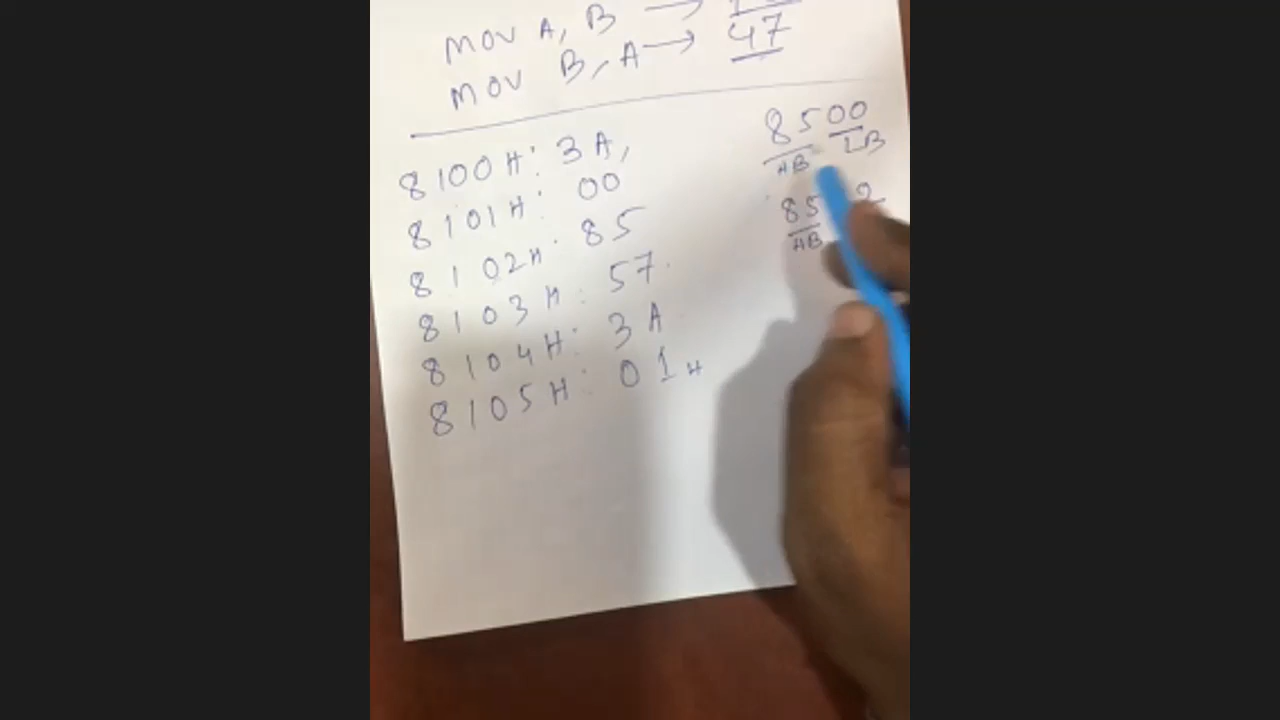 MOV A, B →
MOV B, A → 47
8500
HB LB
8100H: 3A,
8101H: 00
8102H: 85
8103H: 57.
8104H: 3A
8105H: 01H
85 2
HB